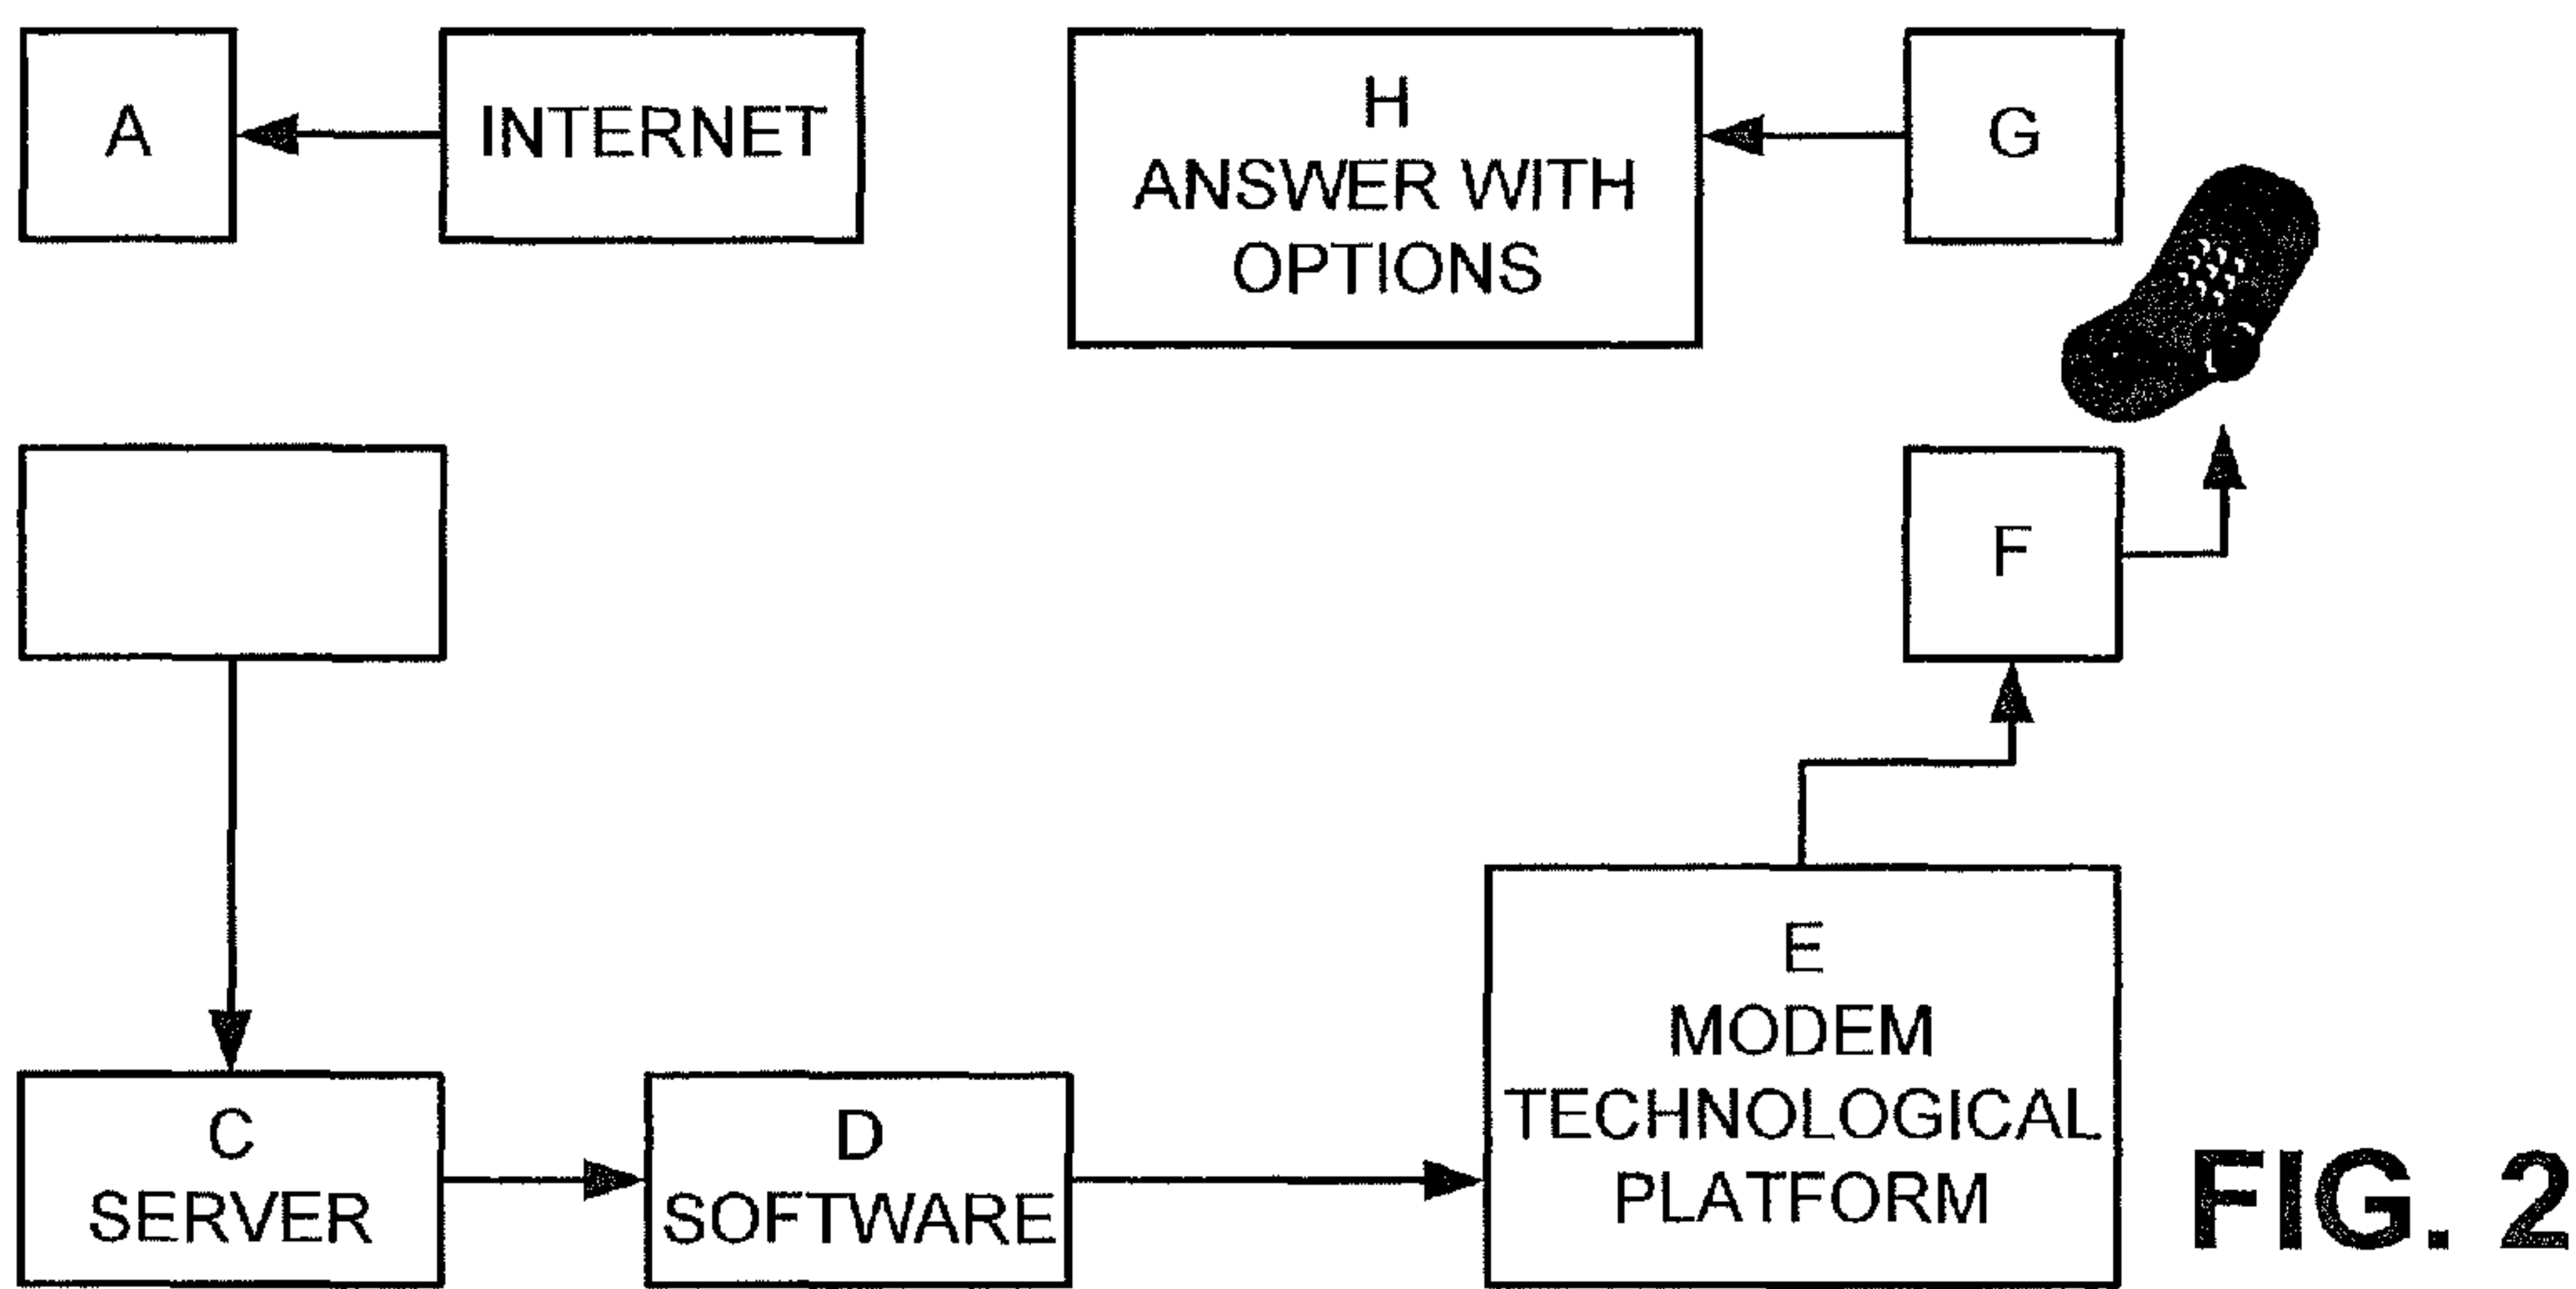 A
INTERNET
H
ANSWER WITH
OPTIONS
G
F
C
SERVER
D
SOFTWARE
E
MODEM
TECHNOLOGICAL
PLATFORM
FIG. 2